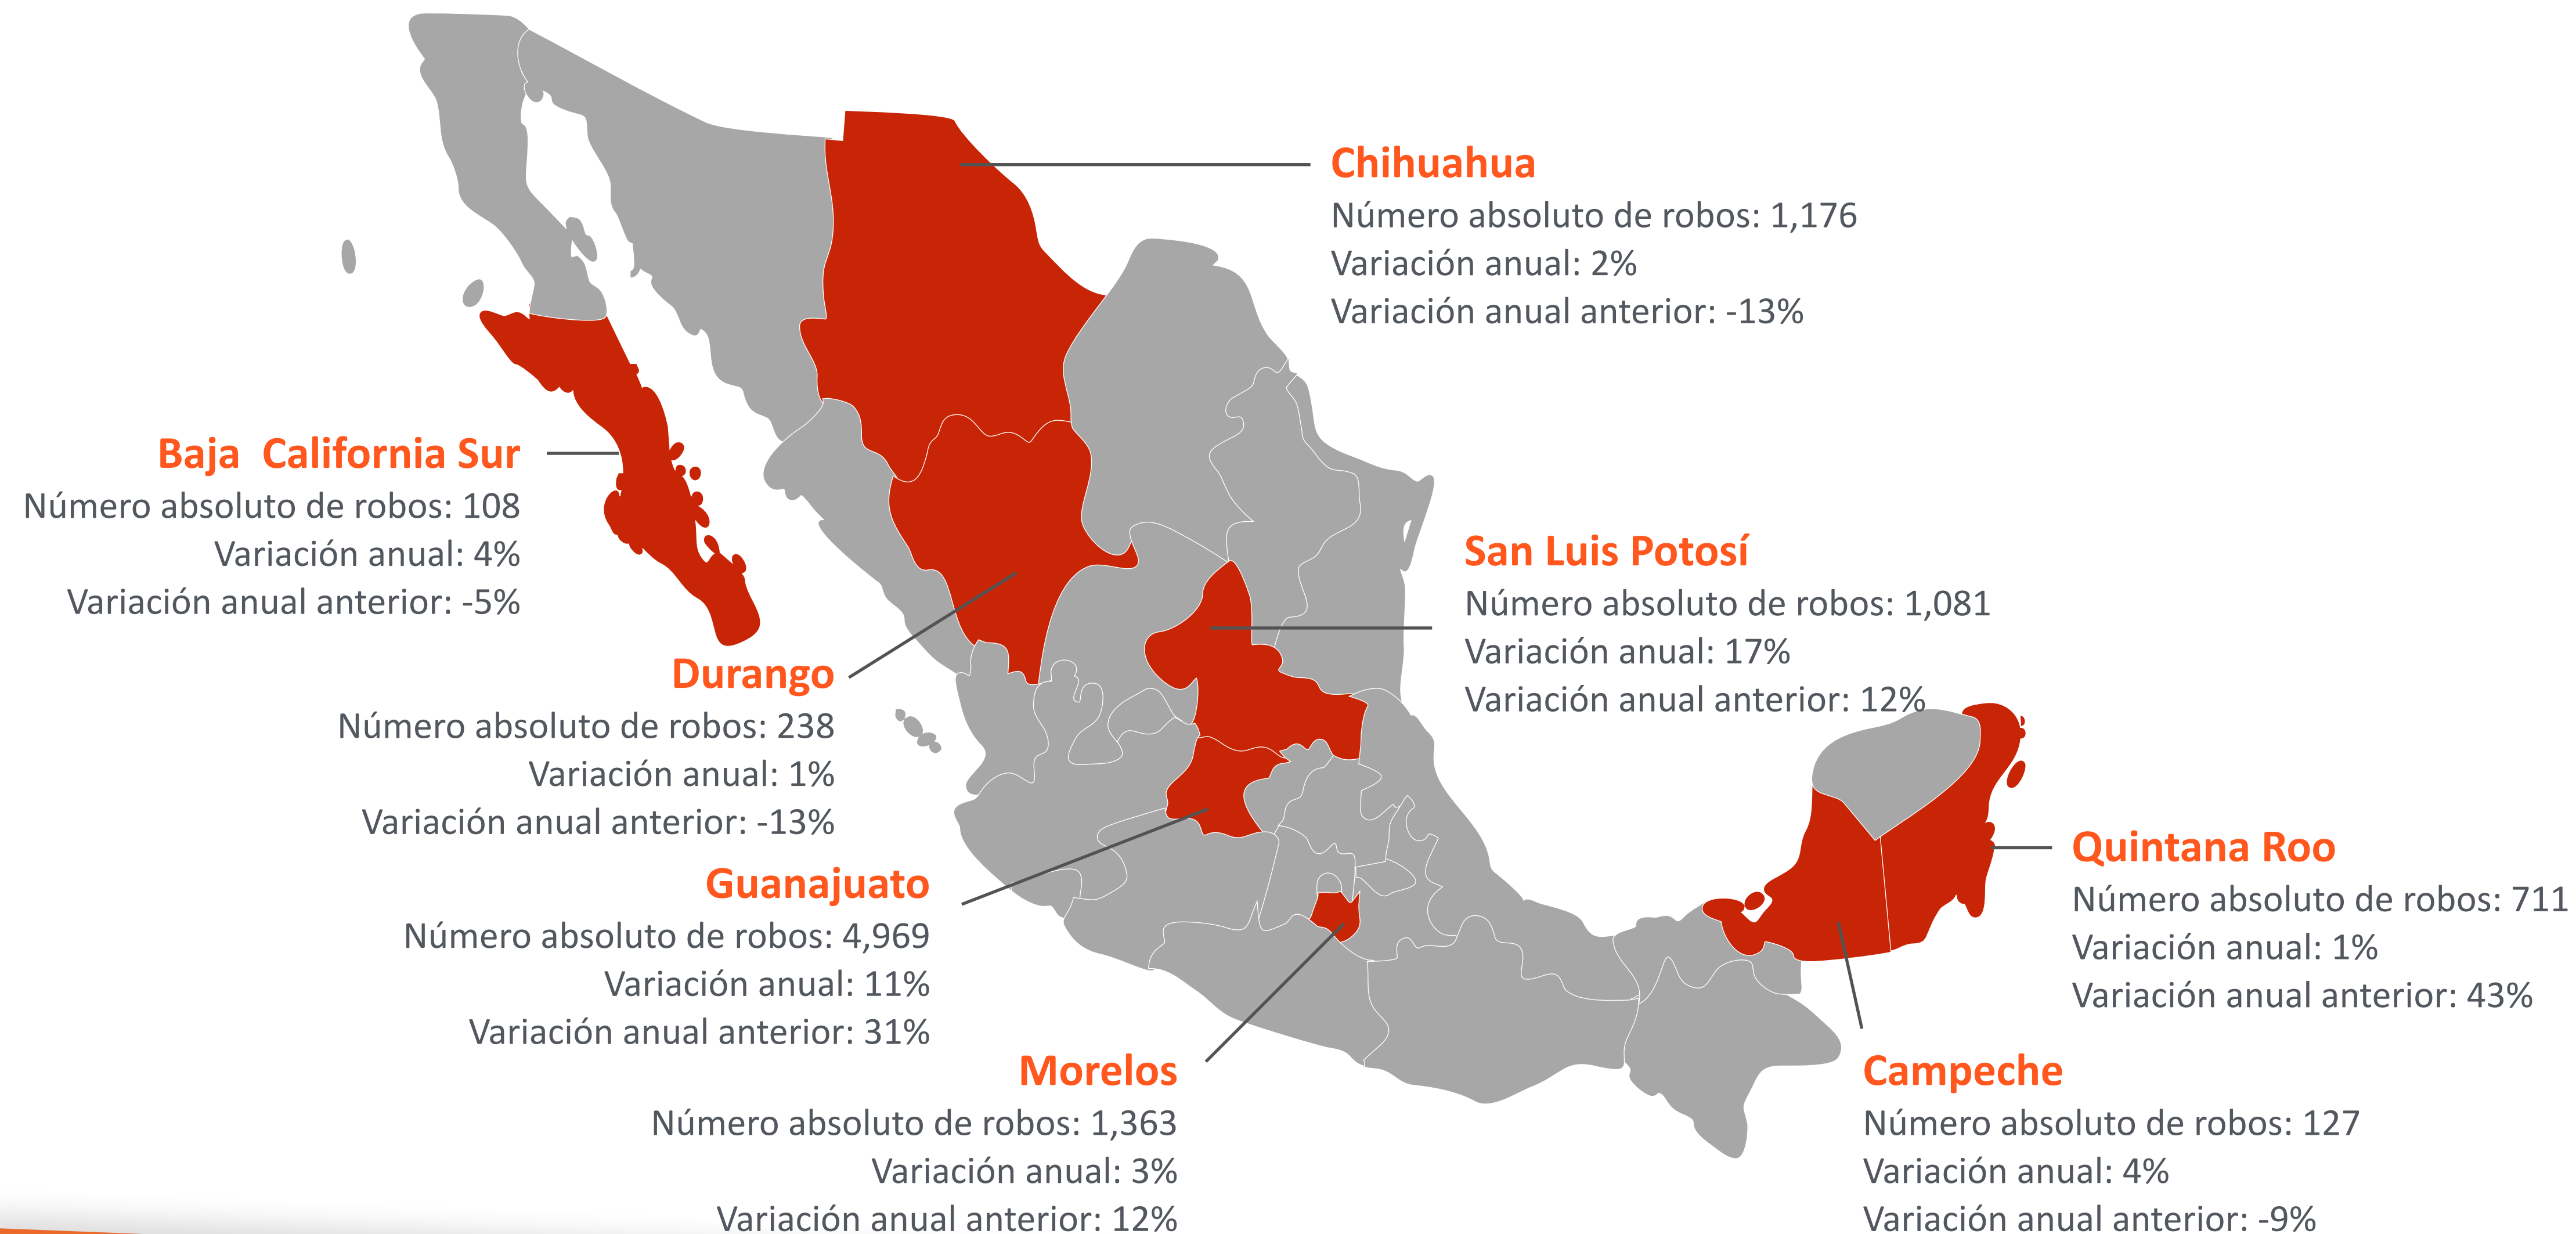 Chihuahua
Número absoluto de robos: 1,176
Variación anual: 2%
Variación anual anterior: -13%
Baja  California Sur
Número absoluto de robos: 108
Variación anual: 4%
Variación anual anterior: -5%
San Luis Potosí
Número absoluto de robos: 1,081
Variación anual: 17%
Variación anual anterior: 12%
Durango
Número absoluto de robos: 238
Variación anual: 1%
Variación anual anterior: -13%
Quintana Roo
Número absoluto de robos: 711
Variación anual: 1%
Variación anual anterior: 43%
Guanajuato
Número absoluto de robos: 4,969
Variación anual: 11%
Variación anual anterior: 31%
Morelos
Número absoluto de robos: 1,363
Variación anual: 3%
Variación anual anterior: 12%
Campeche
Número absoluto de robos: 127
Variación anual: 4%
Variación anual anterior: -9%